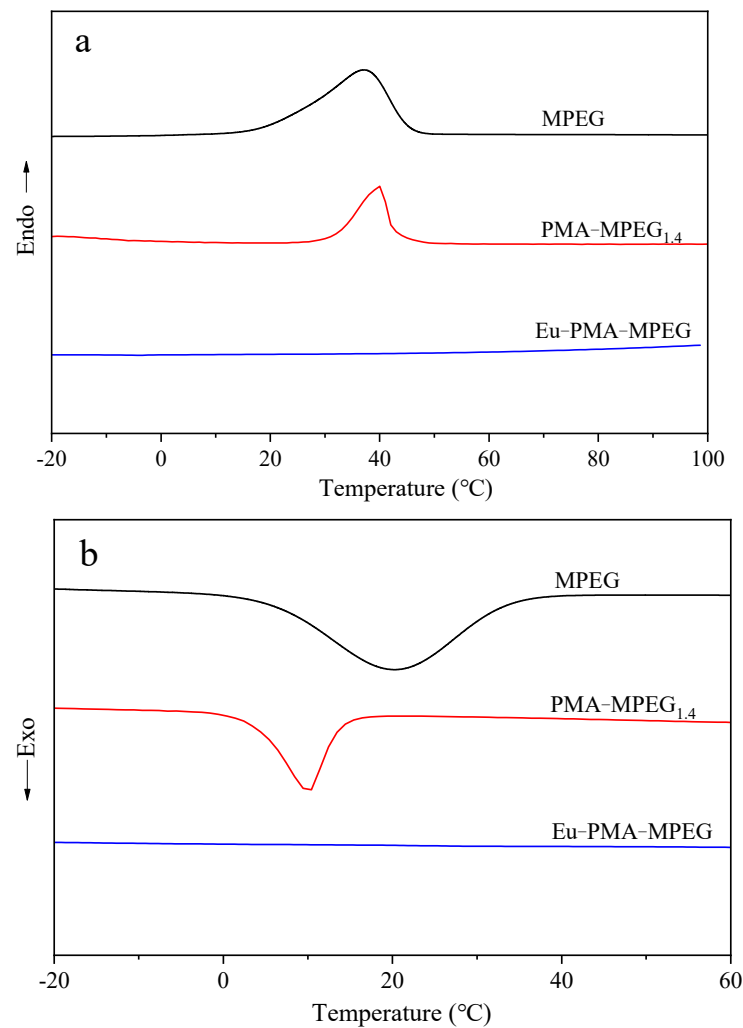 a
MPEG
PMA-MPEG1.4
Eu-PMA-MPEG
Endo
-20 0 20 40 60 80 100
Temperature (℃)
b
MPEG
PMA-MPEG1.4
Eu-PMA-MPEG
Exo
-20 0 20 40 60
Temperature (℃)